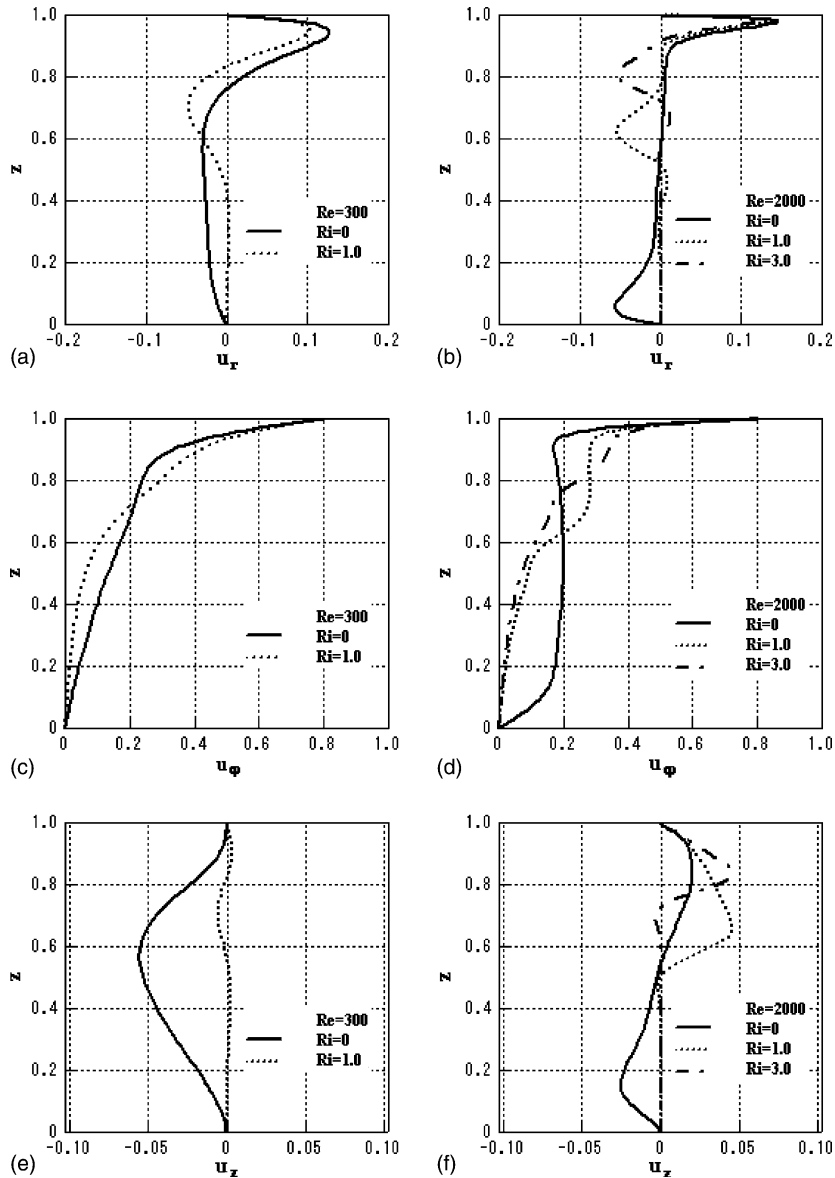 1.0
0.8
0.6
0.4
0.2
0
z
Re=300
Ri=0
Ri=1.0
-0.2 -0.1 0 0.1 0.2
(a) u_r
1.0
0.8
0.6
0.4
0.2
0
z
Re=2000
Ri=0
Ri=1.0
Ri=3.0
-0.2 -0.1 0 0.1 0.2
(b) u_r
1.0
0.8
0.6
0.4
0.2
0
z
Re=300
Ri=0
Ri=1.0
0 0.2 0.4 0.6 0.8 1.0
(c) u_φ
1.0
0.8
0.6
0.4
0.2
0
z
Re=2000
Ri=0
Ri=1.0
Ri=3.0
0 0.2 0.4 0.6 0.8 1.0
(d) u_φ
1.0
0.8
0.6
0.4
0.2
0
z
Re=300
Ri=0
Ri=1.0
-0.10 -0.05 0 0.05 0.10
(e) u_z
1.0
0.8
0.6
0.4
0.2
0
z
Re=2000
Ri=0
Ri=1.0
Ri=3.0
-0.10 -0.05 0 0.05 0.10
(f) u_z